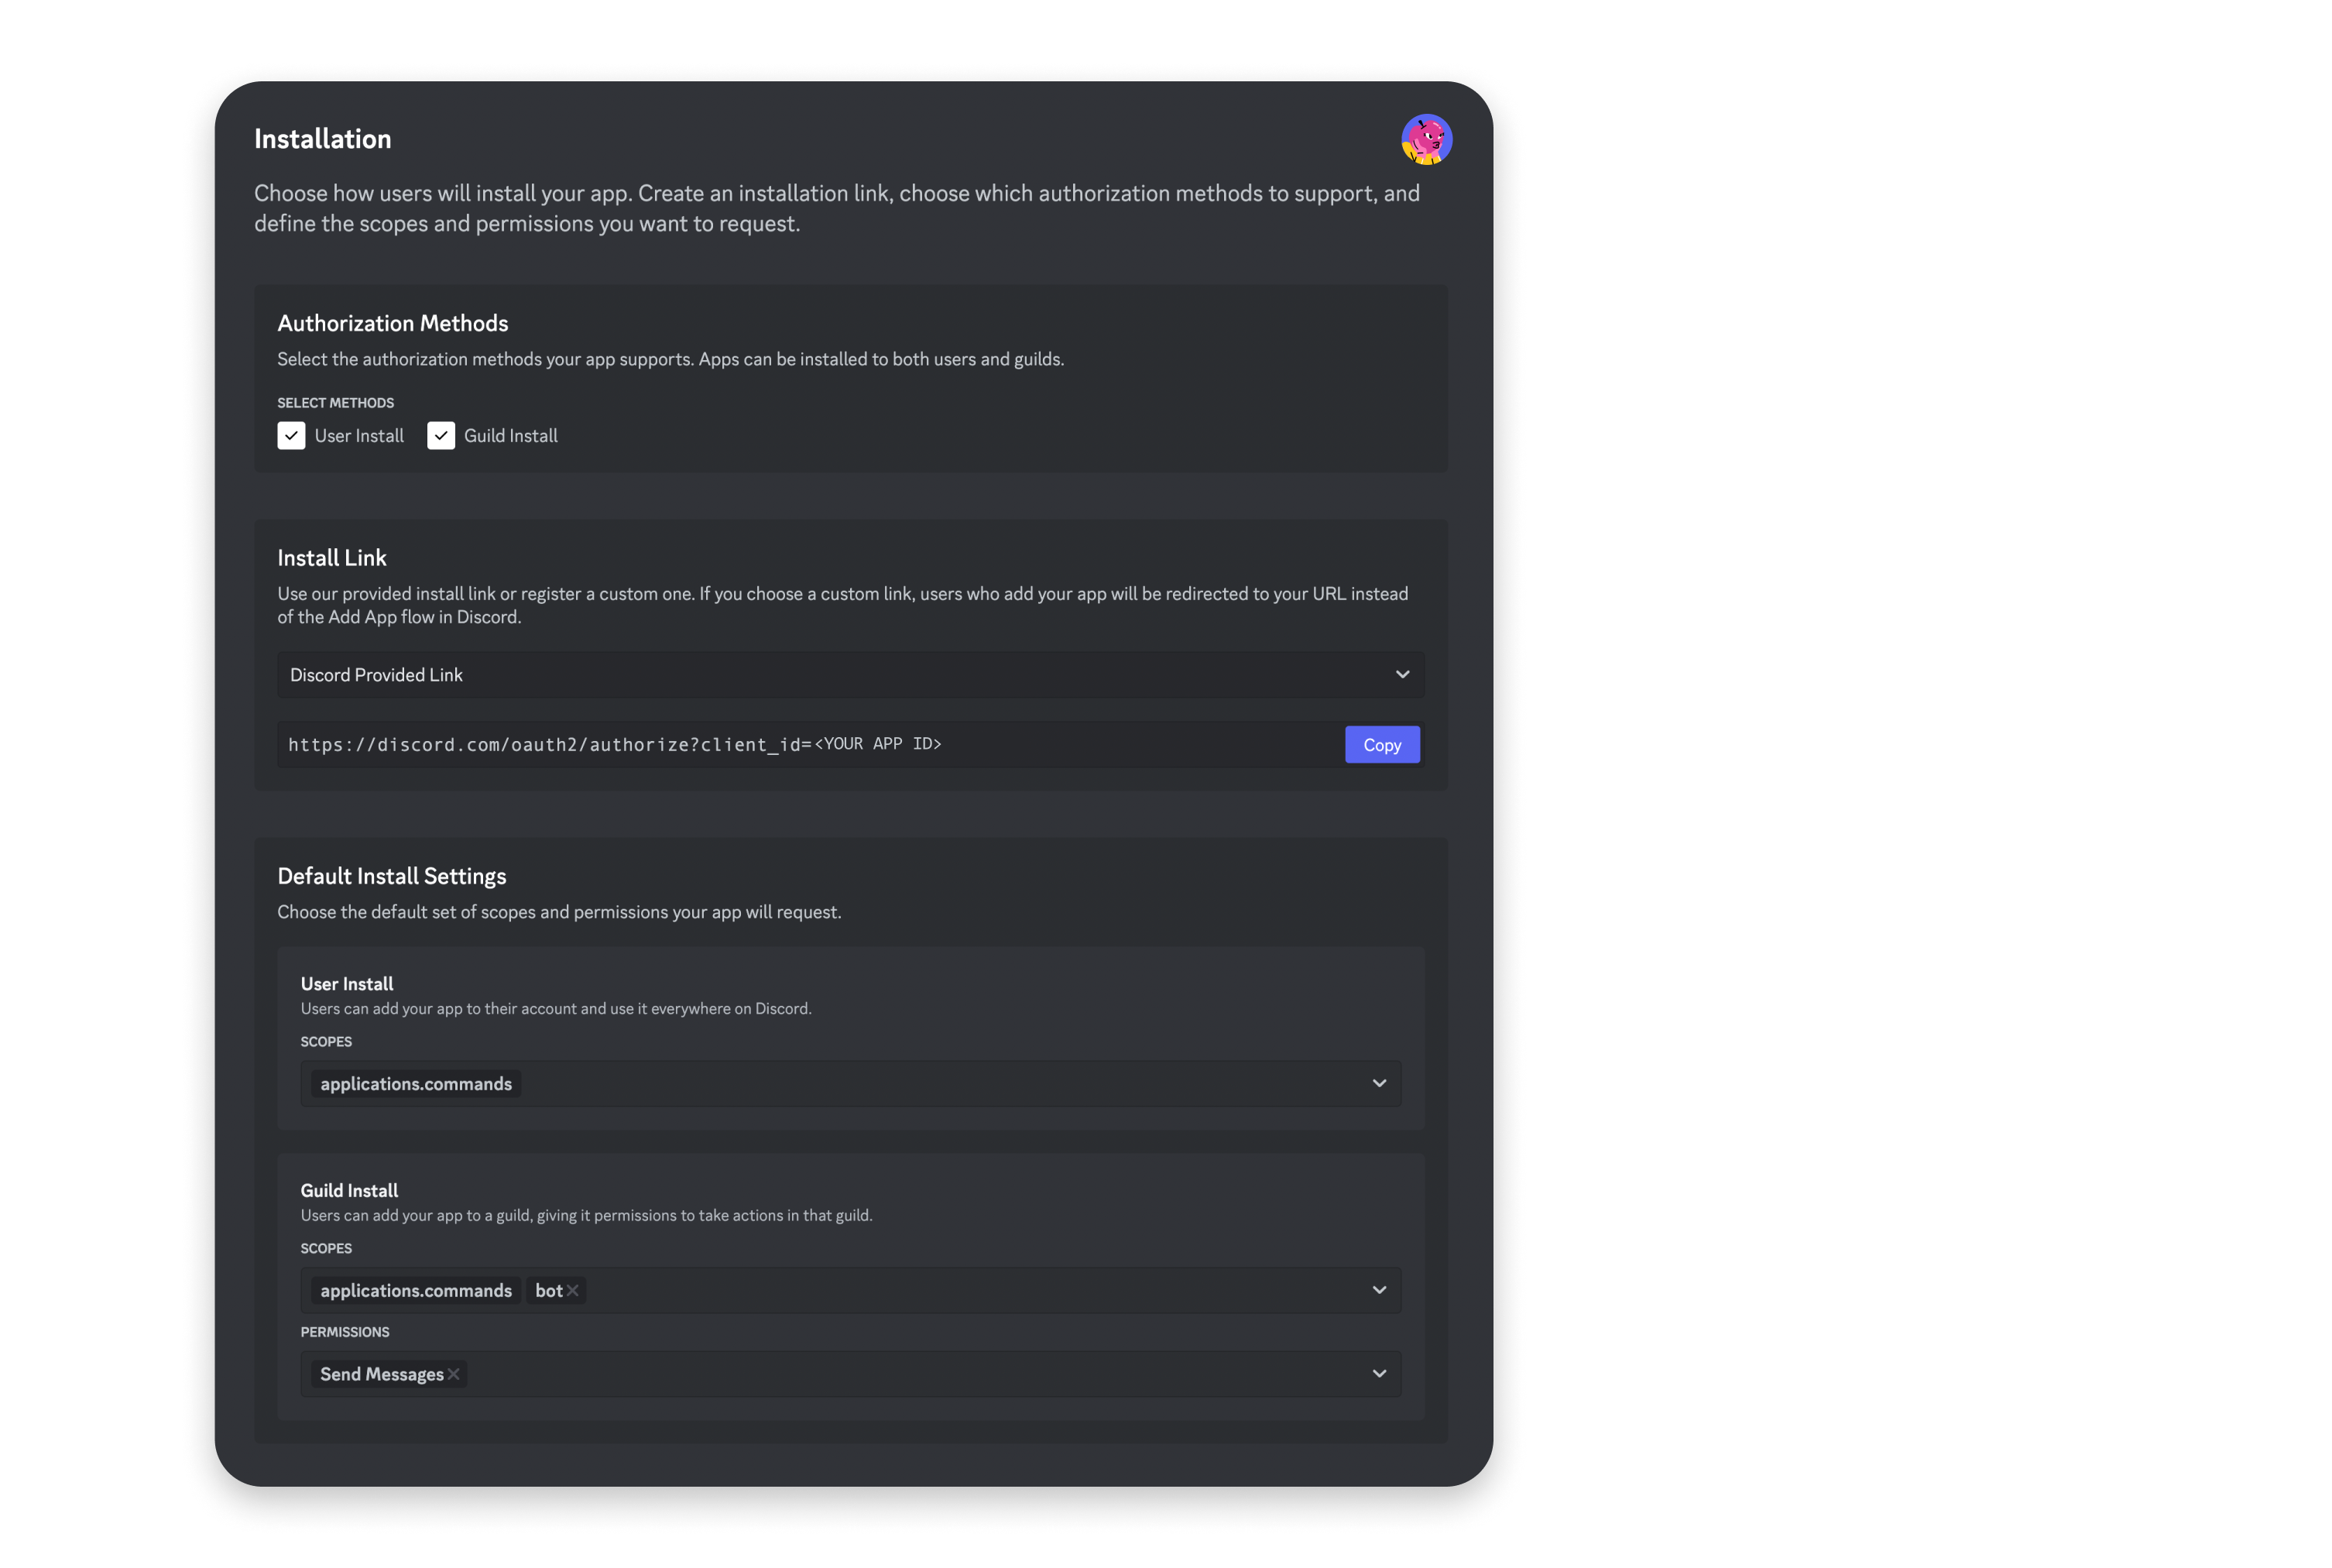 Installation
Choose how users will install your app. Create an installation link, choose which authorization methods to support, and
define the scopes and permissions you want to request.
Authorization Methods
Select the authorization methods your app supports. Apps can be installed to both users and guilds.
SELECT METHODS
User Install Guild Install
Install Link
Use our provided install link or register a custom one. If you choose a custom link, users who add your app will be redirected to your URL instead
of the Add App flow in Discord.
Discord Provided Link
https://discord.com/oauth2/authorize?client_id=<YOUR APP ID> Copy
Default Install Settings
Choose the default set of scopes and permissions your app will request.
User Install
Users can add your app to their account and use it everywhere on Discord.
SCOPES
applications.commands
Guild Install
Users can add your app to a guild, giving it permissions to take actions in that guild.
SCOPES
applications.commands bot
PERMISSIONS
Send Messages